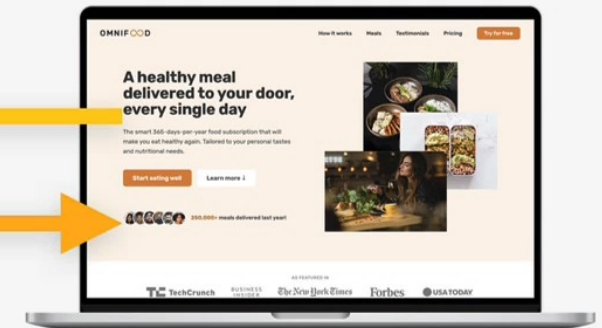 OMNIFOOD
How it works Meals Testimonials Pricing Try for free
A healthy meal
delivered to your door,
every single day
The smart 365-days-per-year food subscription that will
make you eat healthy again. Tailored to your personal tastes
and nutritional needs.
Start eating well Learn more ↓
250,000+ meals delivered last year!
AS FEATURED IN
TechCrunch BUSINESS INSIDER The New York Times Forbes USA TODAY